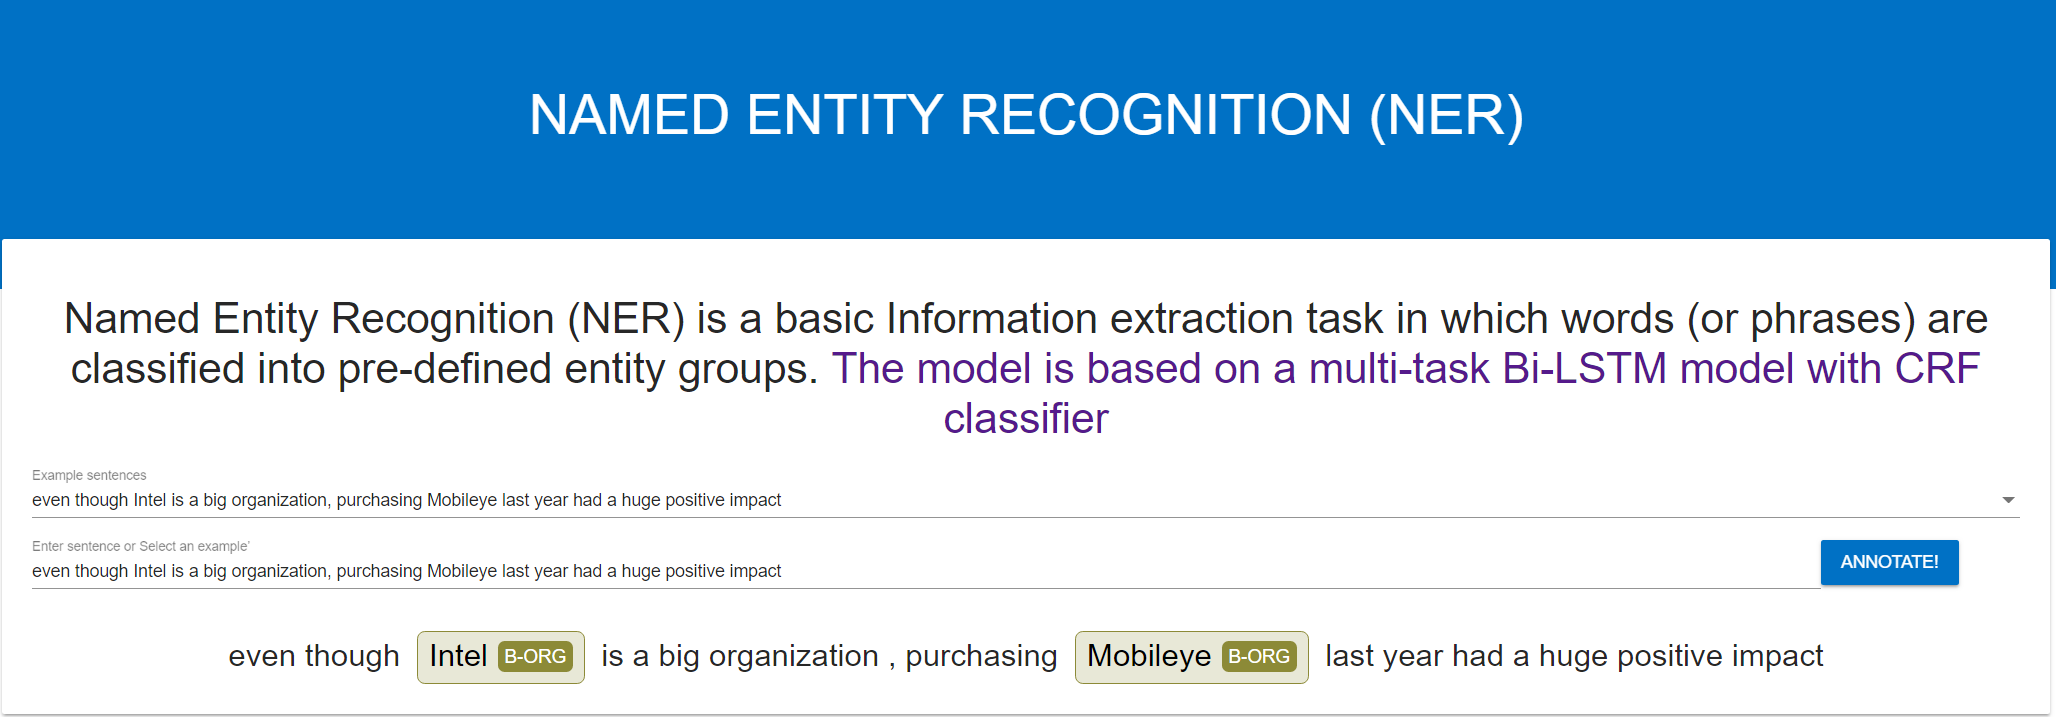 NAMED ENTITY RECOGNITION (NER)
Named Entity Recognition (NER) is a basic Information extraction task in which words (or phrases) are
classified into pre-defined entity groups. The model is based on a multi-task Bi-LSTM model with CRF
classifier
Example sentences
even though Intel is a big organization, purchasing Mobileye last year had a huge positive impact
Enter sentence or Select an example'
even though Intel is a big organization, purchasing Mobileye last year had a huge positive impact
ANNOTATE!
even though Intel B-ORG is a big organization , purchasing Mobileye B-ORG last year had a huge positive impact